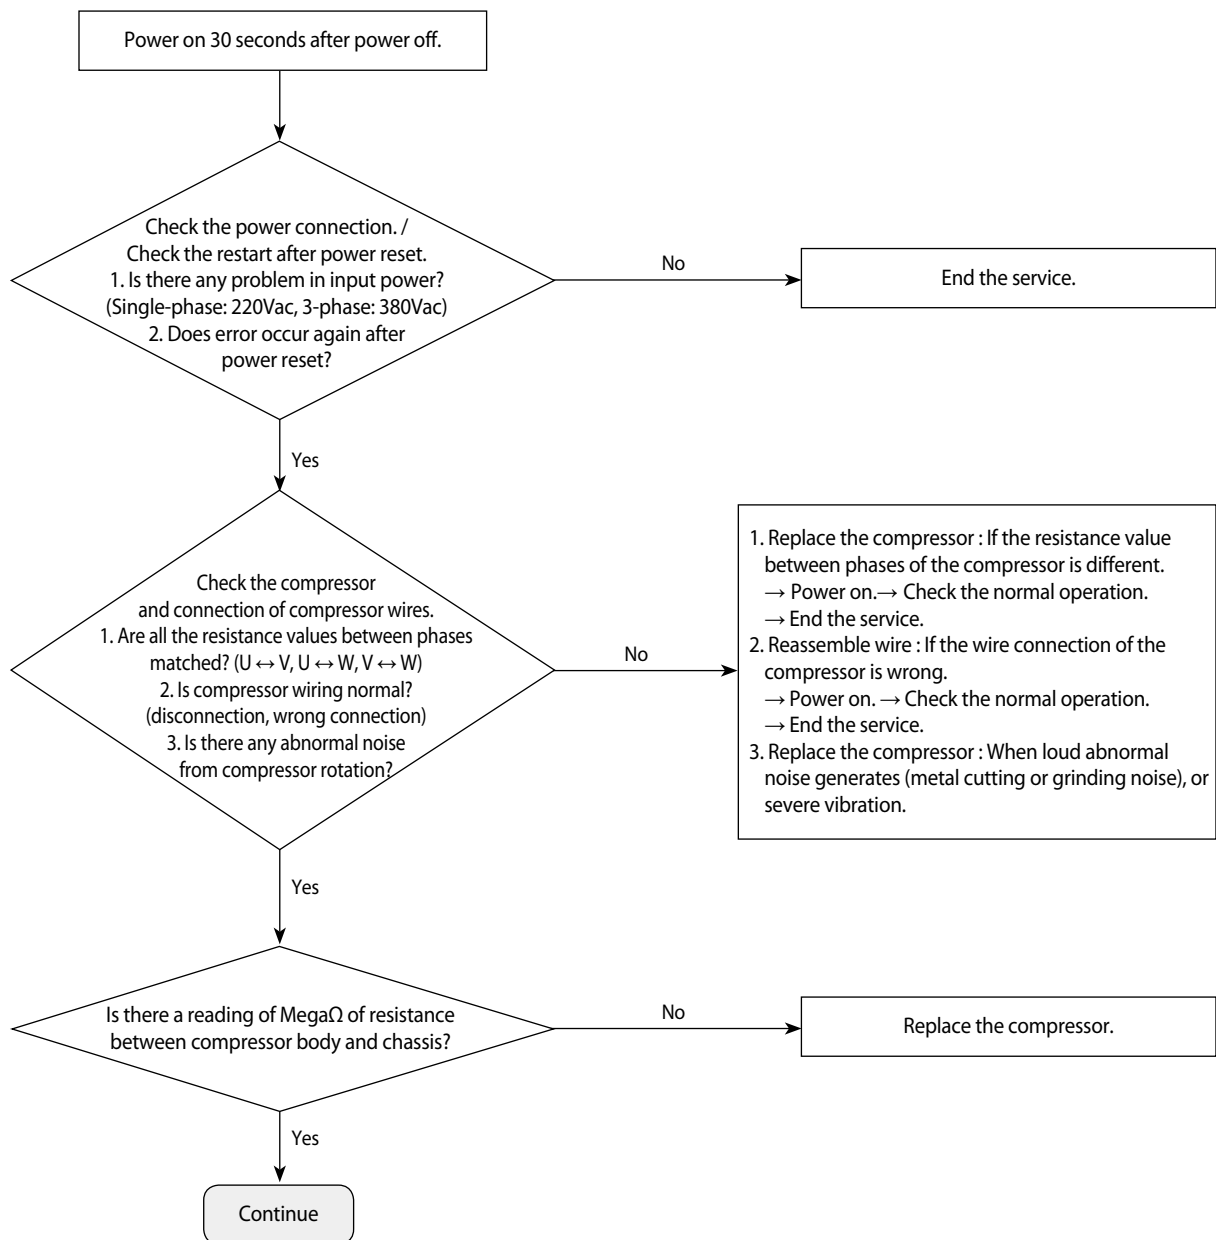 Power on 30 seconds after power off.
Check the power connection. /
Check the restart after power reset.
1. Is there any problem in input power?
(Single-phase: 220Vac, 3-phase: 380Vac)
2. Does error occur again after
power reset?
No
End the service.
Yes
Check the compressor
and connection of compressor wires.
1. Are all the resistance values between phases
matched? (U ↔ V, U ↔ W, V ↔ W)
2. Is compressor wiring normal?
(disconnection, wrong connection)
3. Is there any abnormal noise
from compressor rotation?
No
1. Replace the compressor : If the resistance value
between phases of the compressor is different.
→ Power on.→ Check the normal operation.
→ End the service.
2. Reassemble wire : If the wire connection of the
compressor is wrong.
→ Power on. → Check the normal operation.
→ End the service.
3. Replace the compressor : When loud abnormal
noise generates (metal cutting or grinding noise), or
severe vibration.
Yes
Is there a reading of MegaΩ of resistance
between compressor body and chassis?
No
Replace the compressor.
Yes
Continue